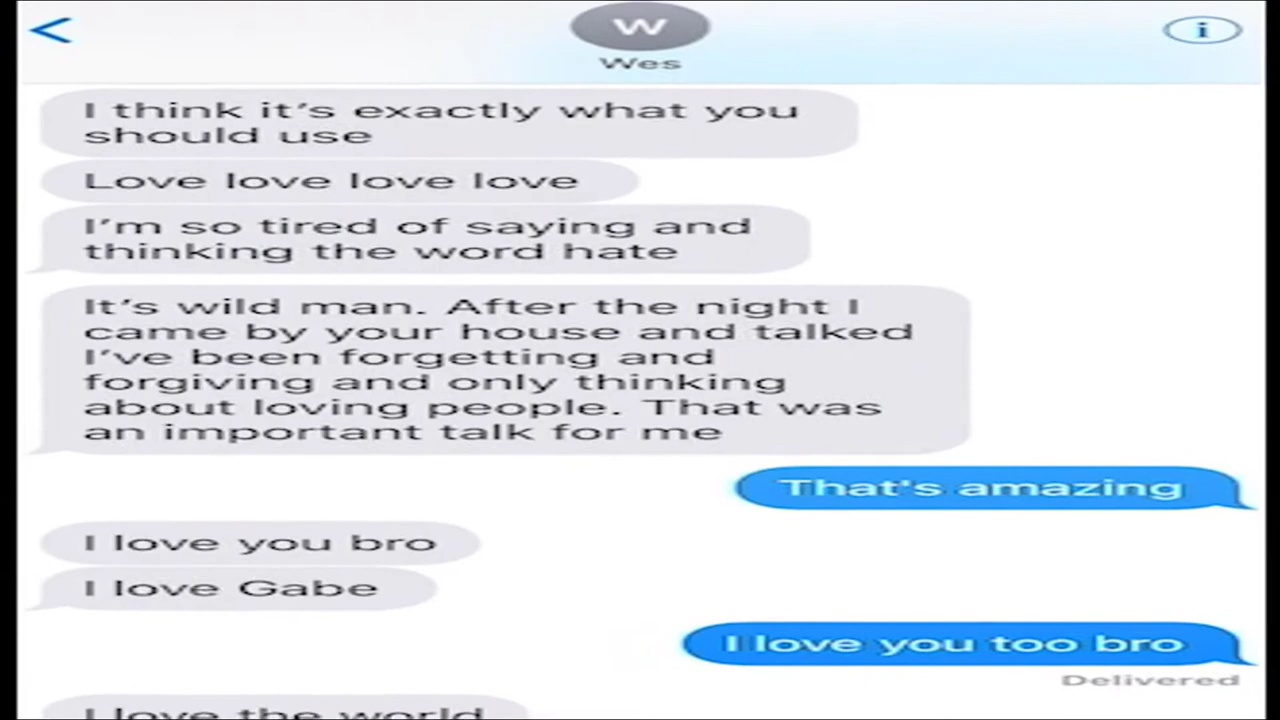 W
Wes
I think it's exactly what you
should use
Love love love love
I'm so tired of saying and
thinking the word hate
It's wild man. After the night I
came by your house and talked
I've been forgetting and
forgiving and only thinking
about loving people. That was
an important talk for me
That's amazing
I love you bro
I love Gabe
I love you too bro
Delivered
I love the world